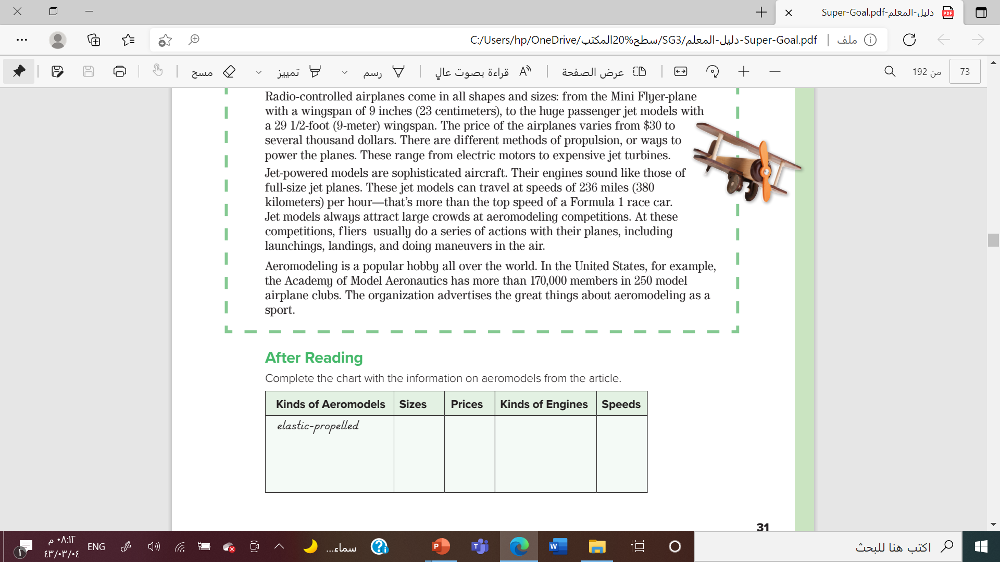 دليل-المعلم-Super-Goal.pdf
C:/Users/hp/OneDrive/سطح%20المكتب/SG3/دليل-المعلم-Super-Goal.pdf
ملف
73
من 192
عرض الصفحة
قراءة بصوت عالٍ
رسم
تمييز
مسح
Radio-controlled airplanes come in all shapes and sizes: from the Mini Flyer-plane
with a wingspan of 9 inches (23 centimeters), to the huge passenger jet models with
a 29 1/2-foot (9-meter) wingspan. The price of the airplanes varies from $30 to
several thousand dollars. There are different methods of propulsion, or ways to
power the planes. These range from electric motors to expensive jet turbines.
Jet-powered models are sophisticated aircraft. Their engines sound like those of
full-size jet planes. These jet models can travel at speeds of 236 miles (380
kilometers) per hour—that's more than the top speed of a Formula 1 race car.
Jet models always attract large crowds at aeromodeling competitions. At these
competitions, fliers usually do a series of actions with their planes, including
launchings, landings, and doing maneuvers in the air.
Aeromodeling is a popular hobby all over the world. In the United States, for example,
the Academy of Model Aeronautics has more than 170,000 members in 250 model
airplane clubs. The organization advertises the great things about aeromodeling as a
sport.
After Reading
Complete the chart with the information on aeromodels from the article.
Kinds of Aeromodels Sizes Prices Kinds of Engines Speeds
elastic-propelled
31
اكتب هنا للبحث
سماء...
ENG
٠٨:١٢ م
٤٣/٠٣/٠٤
١